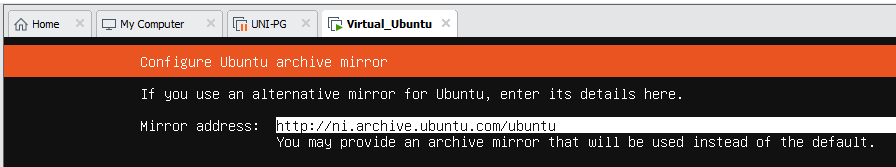 Home My Computer UNI-PG Virtual_Ubuntu
Configure Ubuntu archive mirror
If you use an alternative mirror for Ubuntu, enter its details here.
Mirror address: http://ni.archive.ubuntu.com/ubuntu
You may provide an archive mirror that will be used instead of the default.